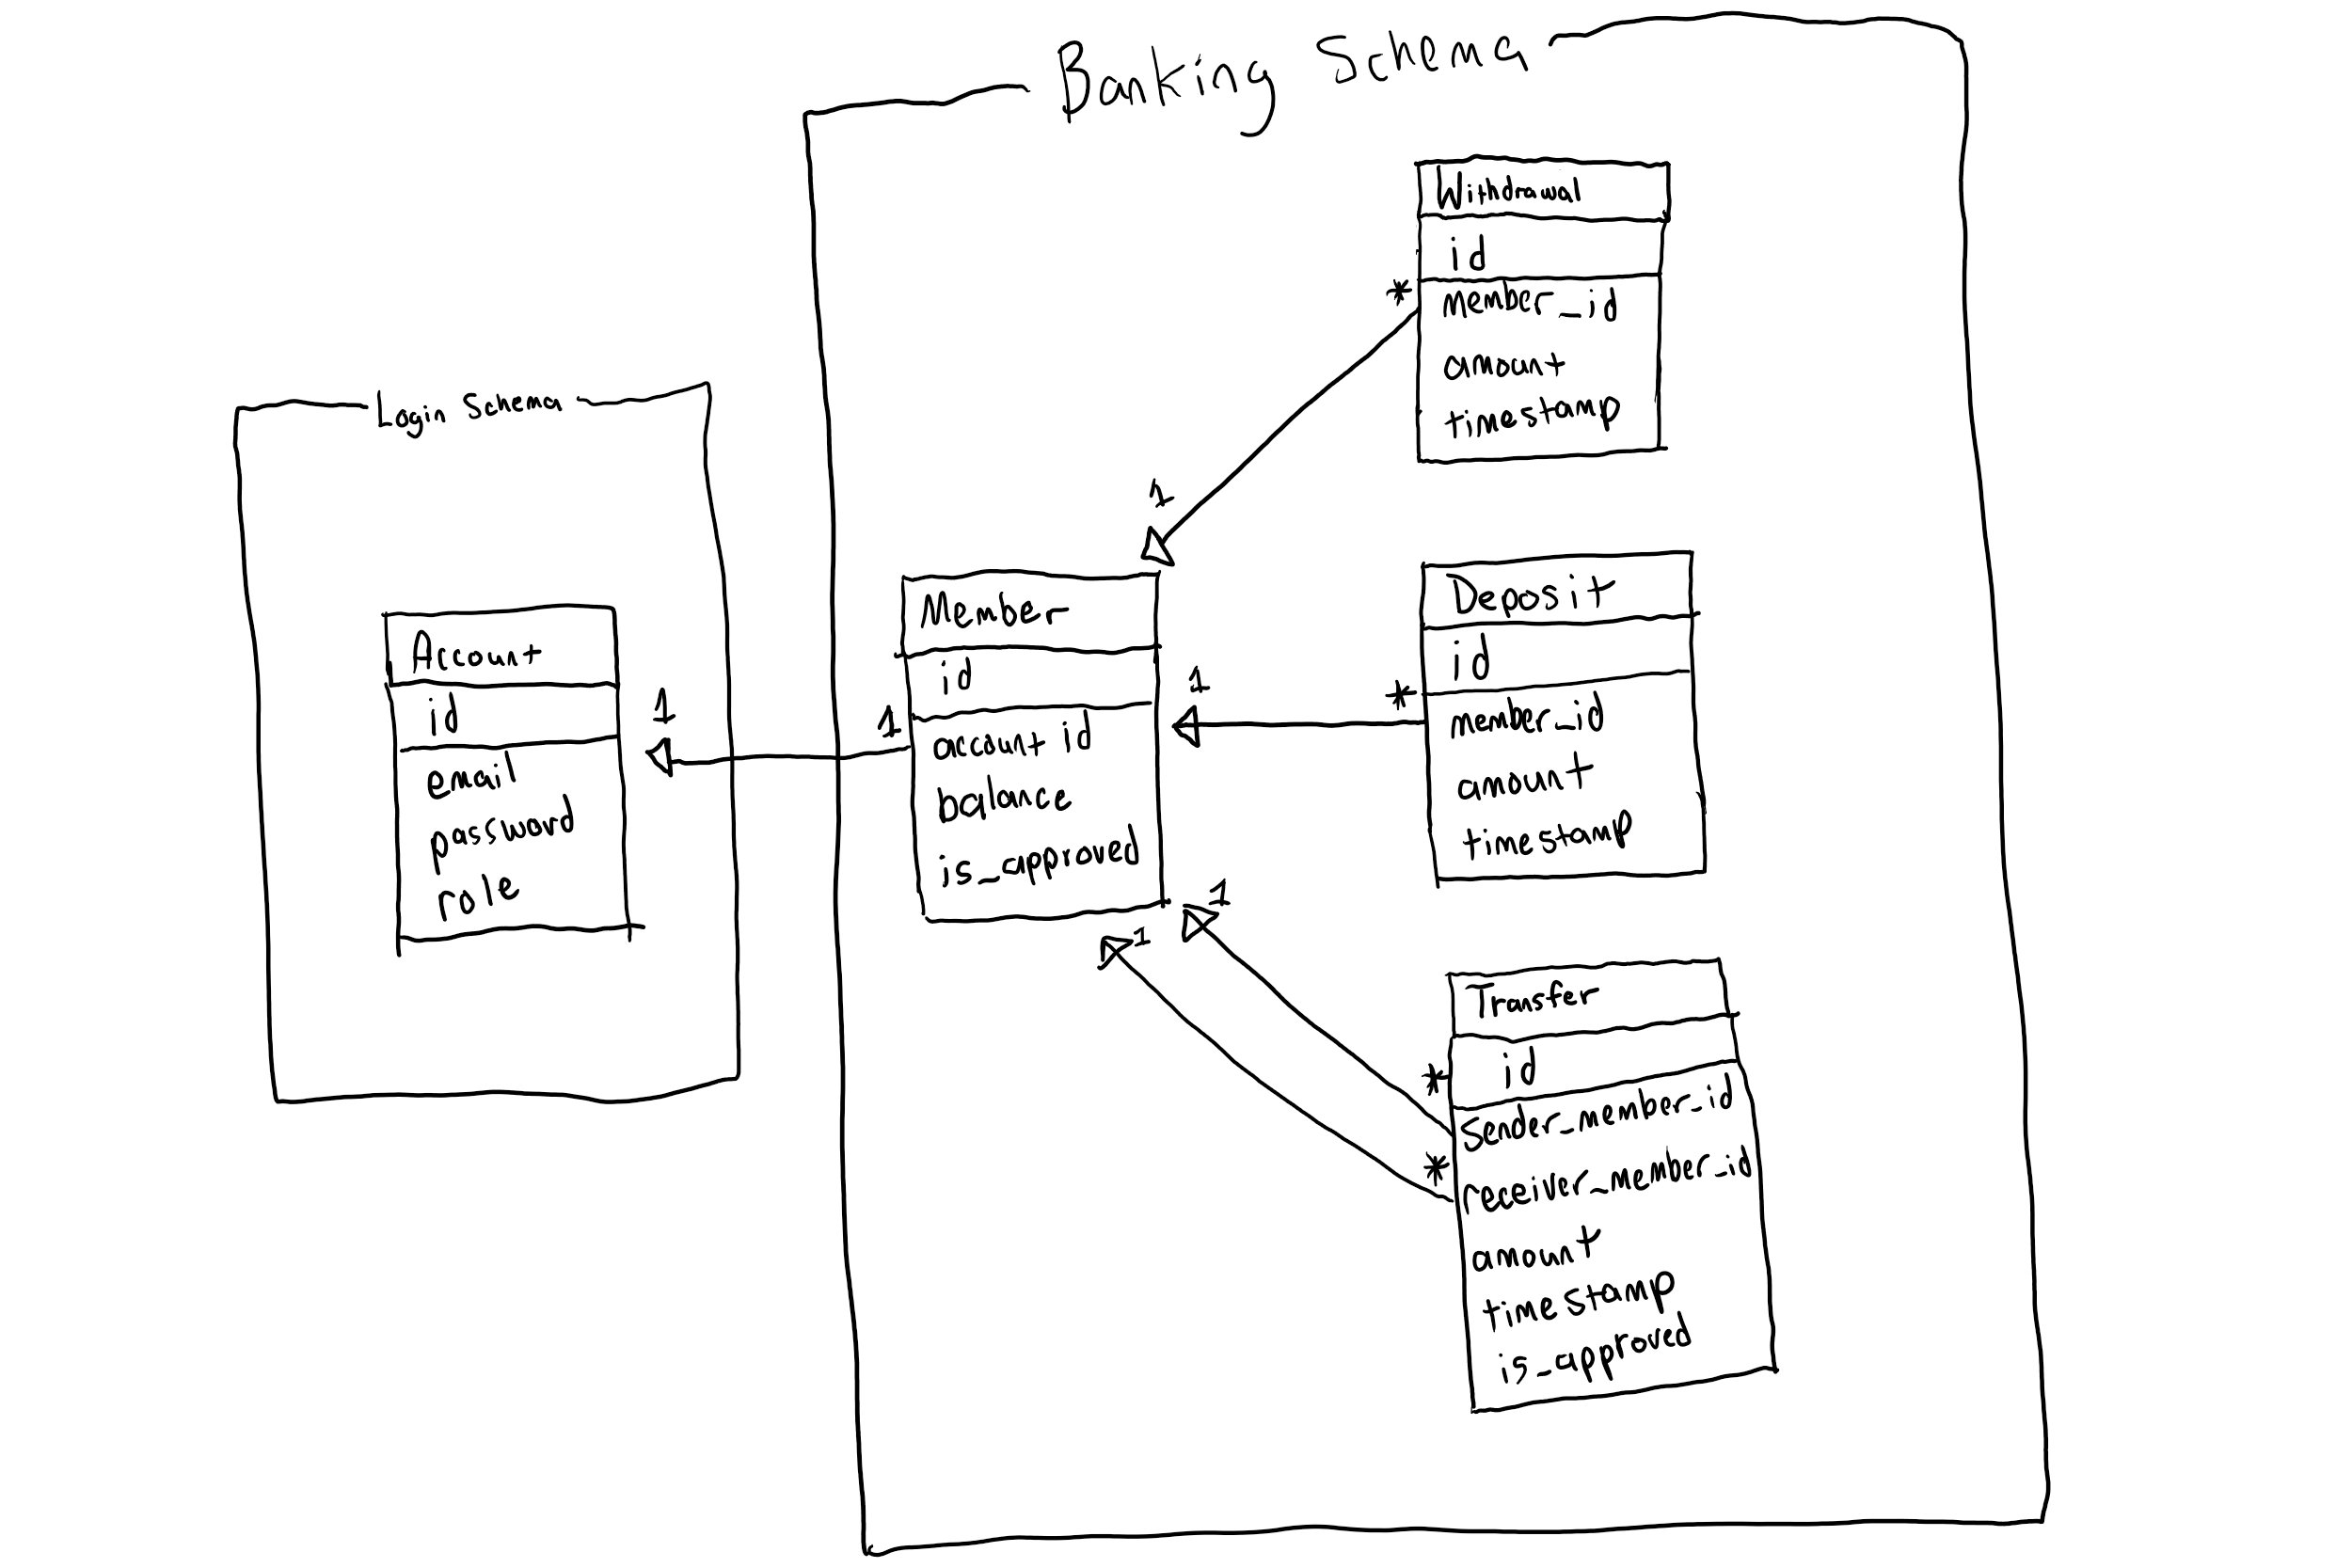 Banking Schema
Withdrawal
id
*
member_id
amount
timestamp
1
Login Schema
Account
id
email
password
role
1
1
Member
id
account id
balance
is_approved
1
*
Deposit
id
member_id
amount
timestamp
1
1
Transfer
id
*
Sender_member_id
*
receiver_member_id
amount
timestamp
is_approved